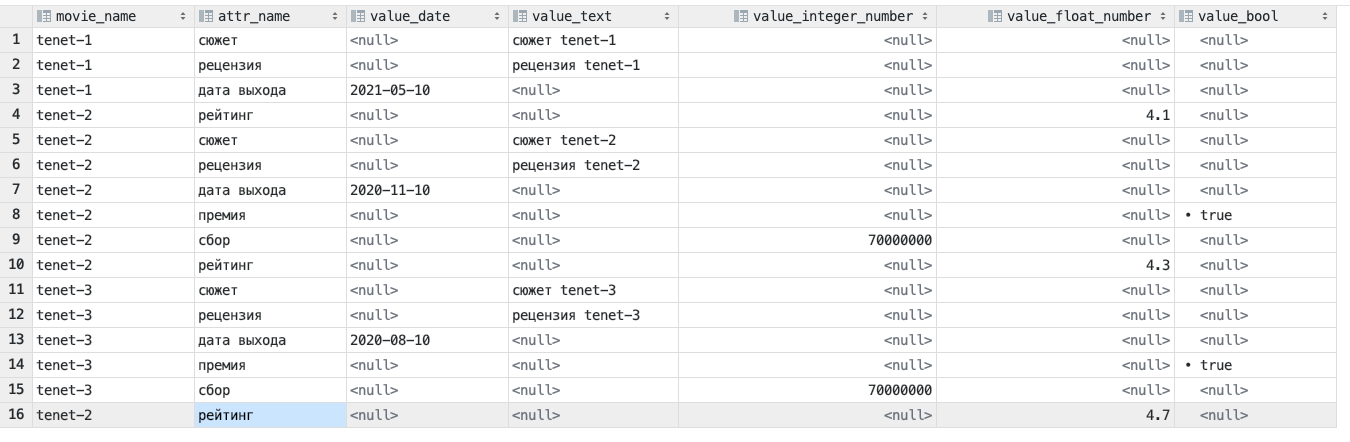 movie_name attr_name value_date value_text value_integer_number value_float_number value_bool
1 tenet-1 сюжет <null> сюжет tenet-1 <null> <null> <null>
2 tenet-1 рецензия <null> рецензия tenet-1 <null> <null> <null>
3 tenet-1 дата выхода 2021-05-10 <null> <null> <null> <null>
4 tenet-2 рейтинг <null> <null> <null> 4.1 <null>
5 tenet-2 сюжет <null> сюжет tenet-2 <null> <null> <null>
6 tenet-2 рецензия <null> рецензия tenet-2 <null> <null> <null>
7 tenet-2 дата выхода 2020-11-10 <null> <null> <null> <null>
8 tenet-2 премия <null> <null> <null> <null> • true
9 tenet-2 сбор <null> <null> 70000000 <null> <null>
10 tenet-2 рейтинг <null> <null> <null> 4.3 <null>
11 tenet-3 сюжет <null> сюжет tenet-3 <null> <null> <null>
12 tenet-3 рецензия <null> рецензия tenet-3 <null> <null> <null>
13 tenet-3 дата выхода 2020-08-10 <null> <null> <null> <null>
14 tenet-3 премия <null> <null> <null> <null> • true
15 tenet-3 сбор <null> <null> 70000000 <null> <null>
16 tenet-2 рейтинг <null> <null> <null> 4.7 <null>